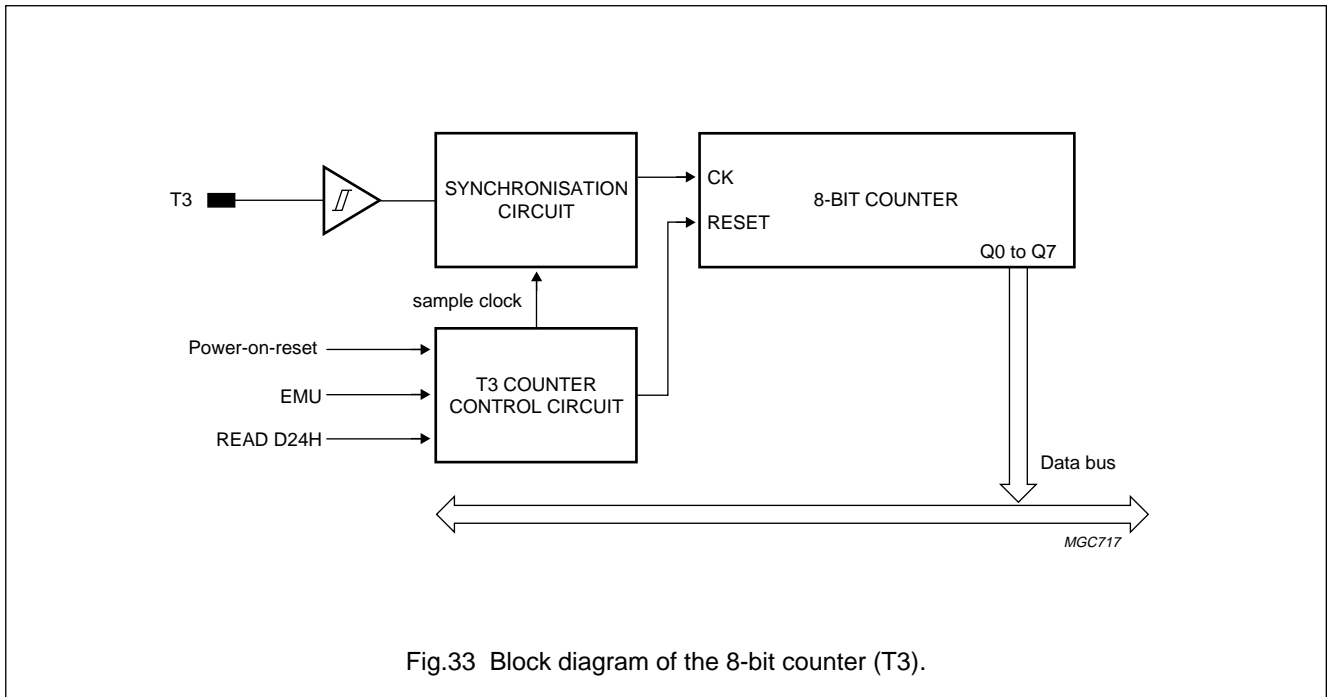 T3
SYNCHRONISATION
CIRCUIT
CK
RESET
8-BIT COUNTER
Q0 to Q7
sample clock
Power-on-reset
EMU
READ D24H
T3 COUNTER
CONTROL CIRCUIT
Data bus
MGC717
Fig.33 Block diagram of the 8-bit counter (T3).